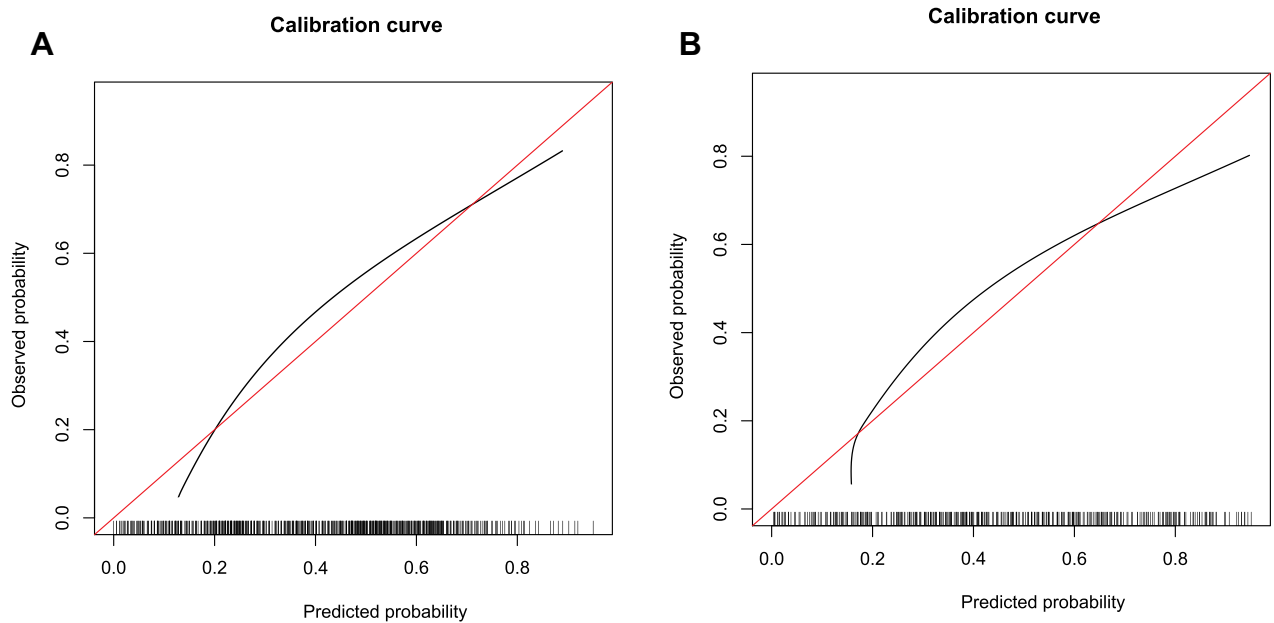 Calibration curve
A
Observed probability
0.8
0.6
0.4
0.2
0.0
0.0 0.2 0.4 0.6 0.8
Predicted probability
Calibration curve
B
Observed probability
0.8
0.6
0.4
0.2
0.0
0.0 0.2 0.4 0.6 0.8
Predicted probability